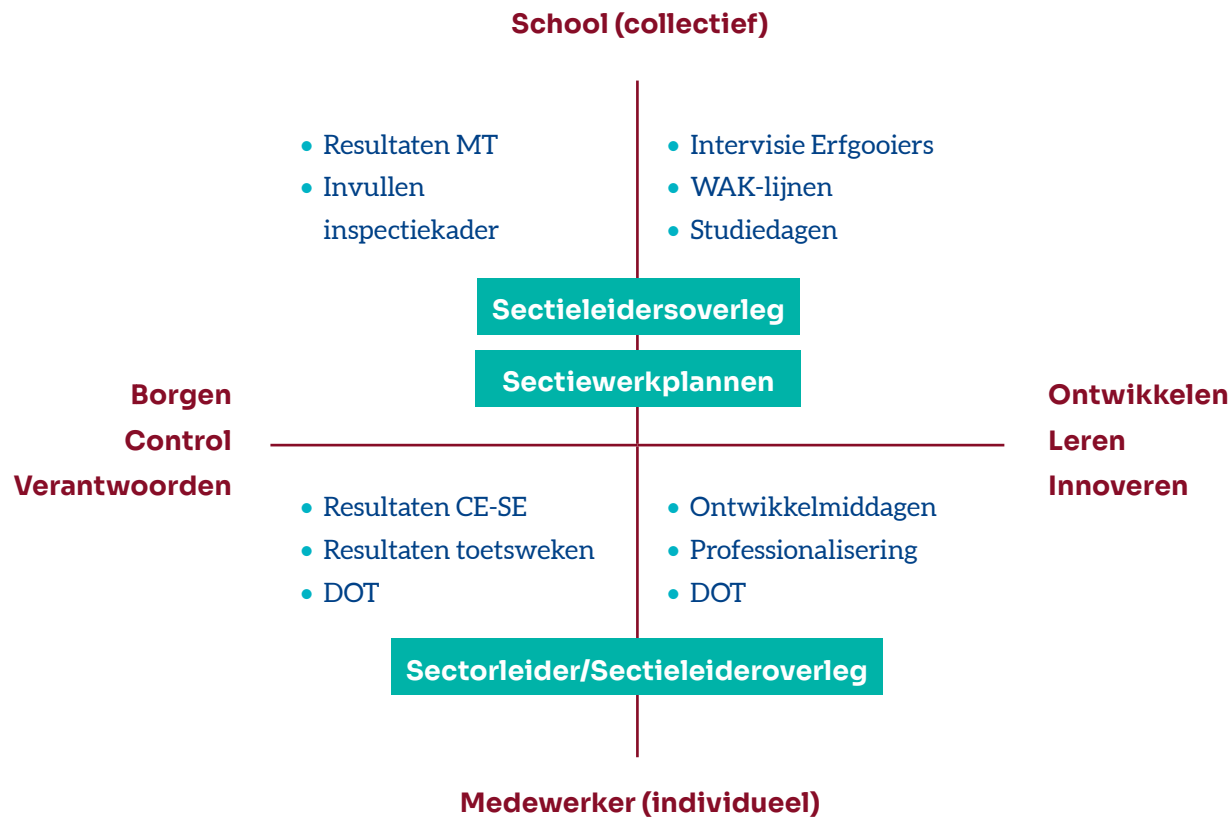 School (collectief)
• Resultaten MT
• Invullen
inspectiekader
• Intervisie Erfgooiers
• WAK-lijnen
• Studiedagen
Sectieleidersoverleg
Sectiewerkplannen
Borgen
Control
Verantwoorden
Ontwikkelen
Leren
Innoveren
• Resultaten CE-SE
• Resultaten toetsweken
• DOT
• Ontwikkelmiddagen
• Professionalisering
• DOT
Sectorleider/Sectieleideroverleg
Medewerker (individueel)